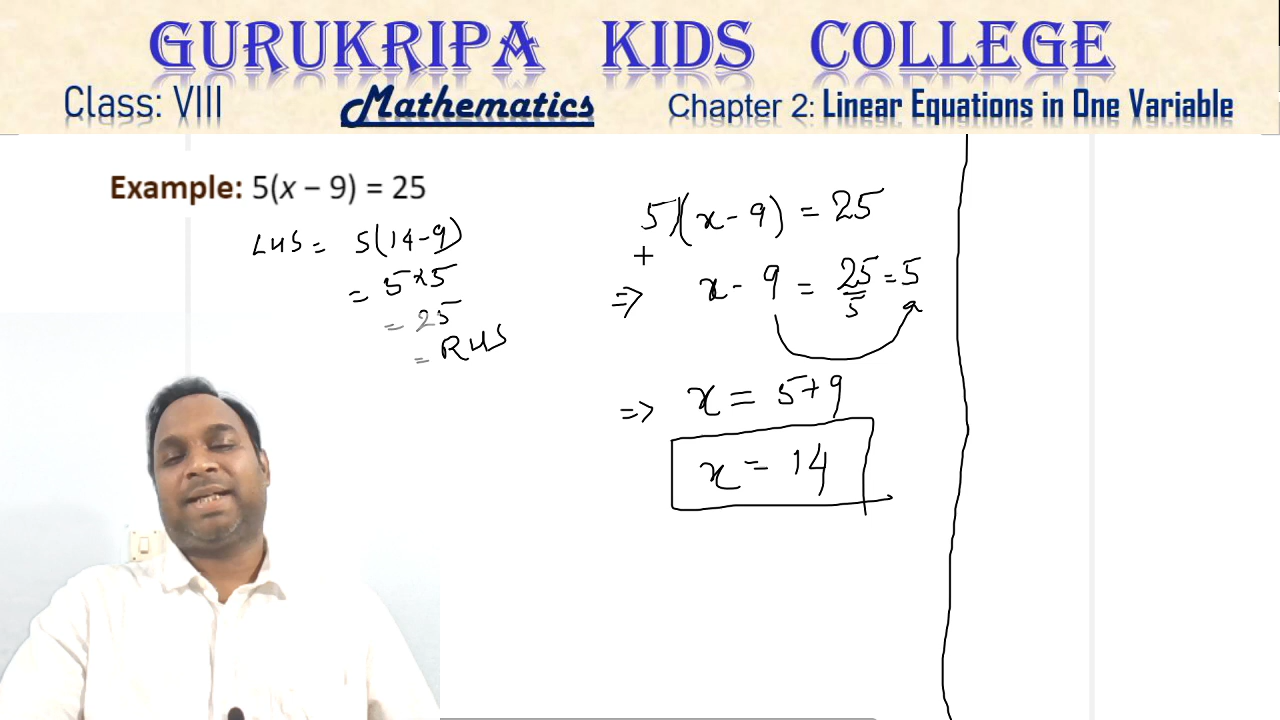 GURUKRIPA KIDS COLLEGE
Class: VIII Mathematics Chapter 2: Linear Equations in One Variable
Example: 5(x – 9) = 25
LHS = 5(14-9)
= 5×5
= 25
= RHS
5(x-9) = 25
+
=> x - 9 = 25/5 = 5
=> x = 5+9
x = 14